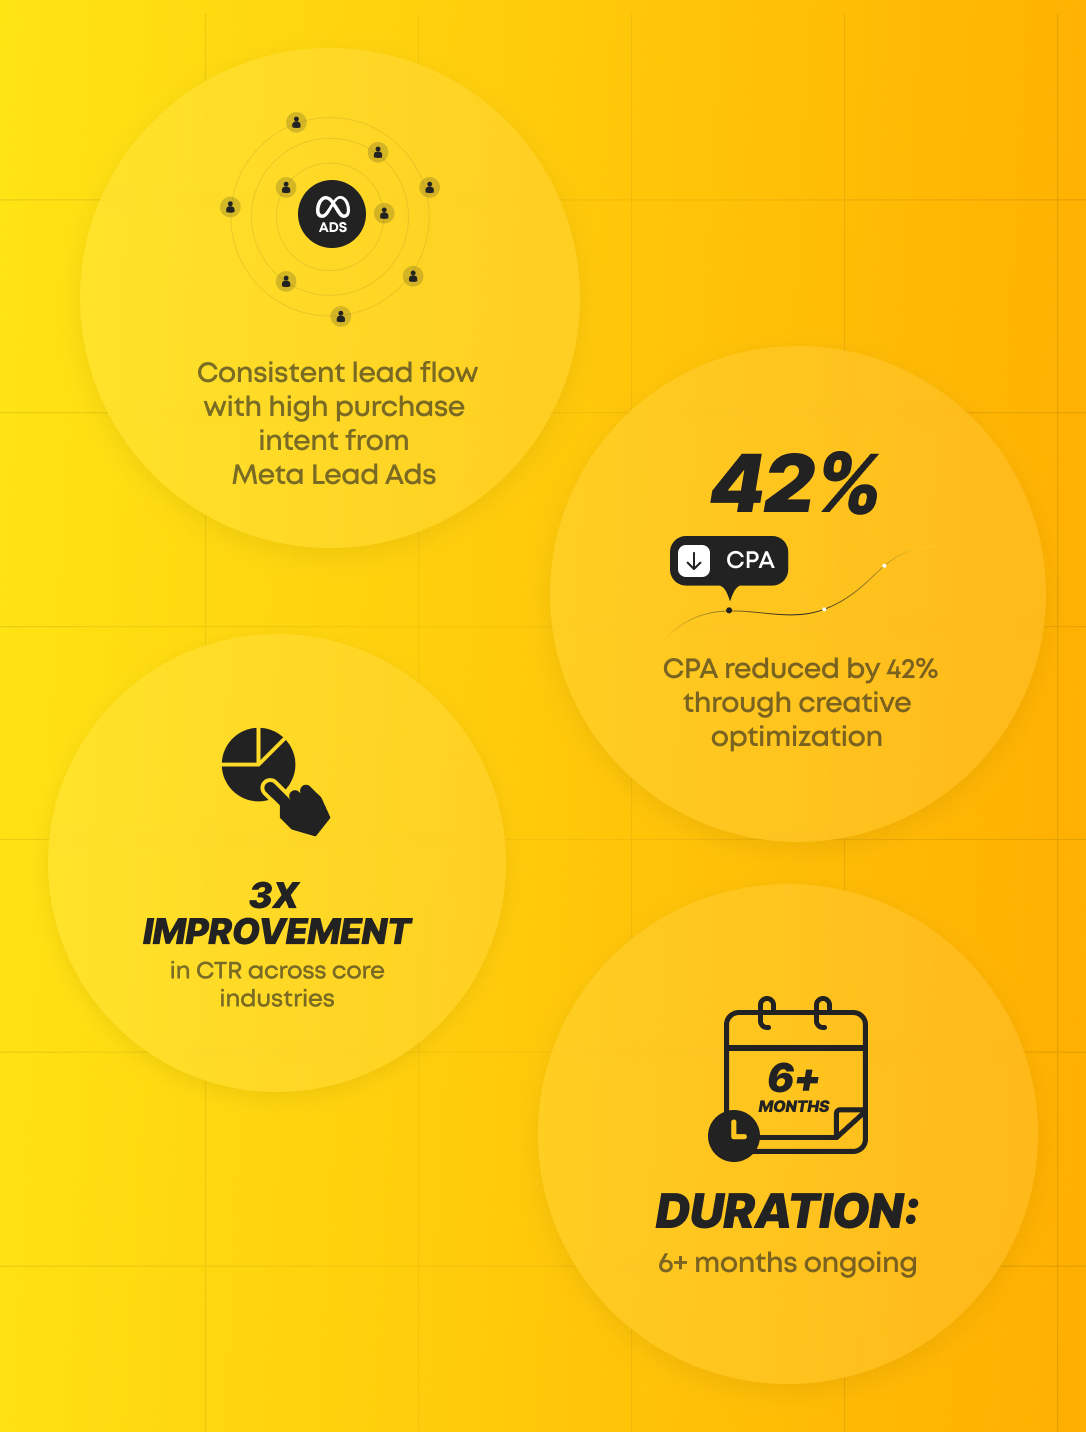 ADS
Consistent lead flow
with high purchase
intent from
Meta Lead Ads
42%
CPA
CPA reduced by 42%
through creative
optimization
3X
IMPROVEMENT
in CTR across core
industries
6+
MONTHS
DURATION:
6+ months ongoing